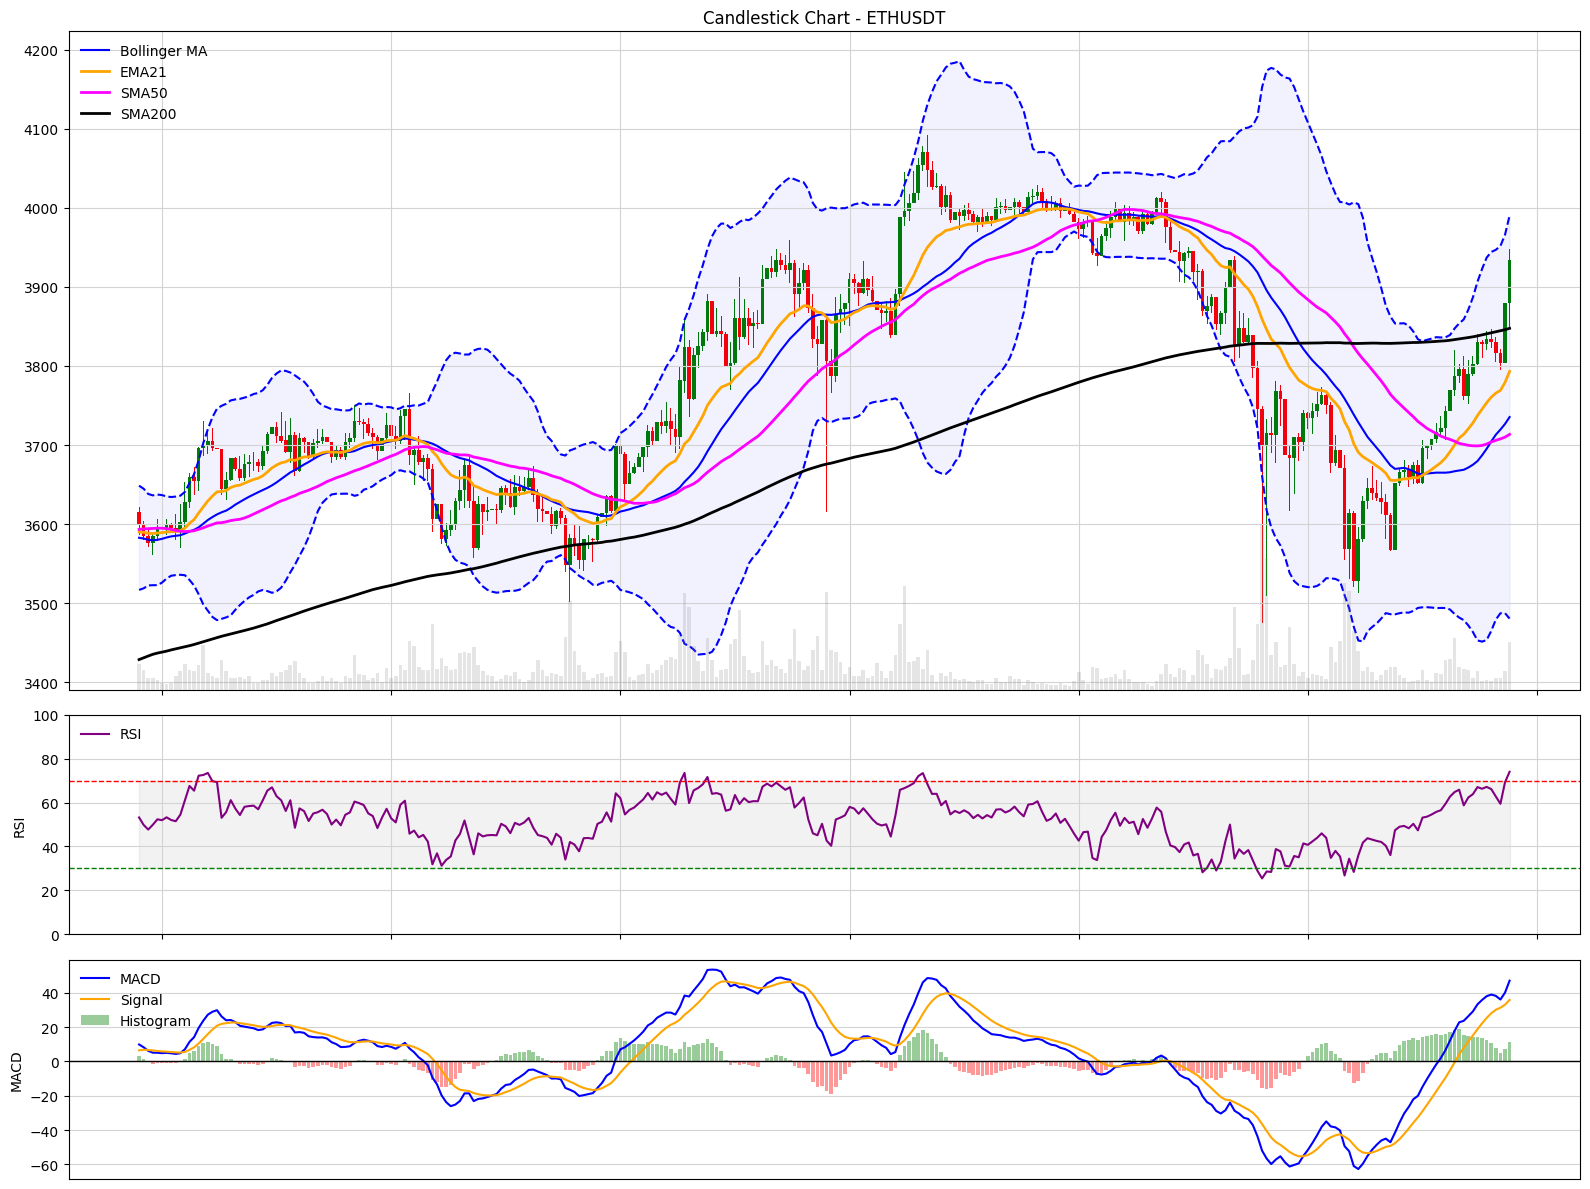 Candlestick Chart - ETHUSDT
4200
4100
4000
3900
3800
3700
3600
3500
3400
Bollinger MA
EMA21
SMA50
SMA200
100
80
60
40
20
0
RSI
RSI
40
20
0
−20
−40
−60
MACD
MACD
Signal
Histogram